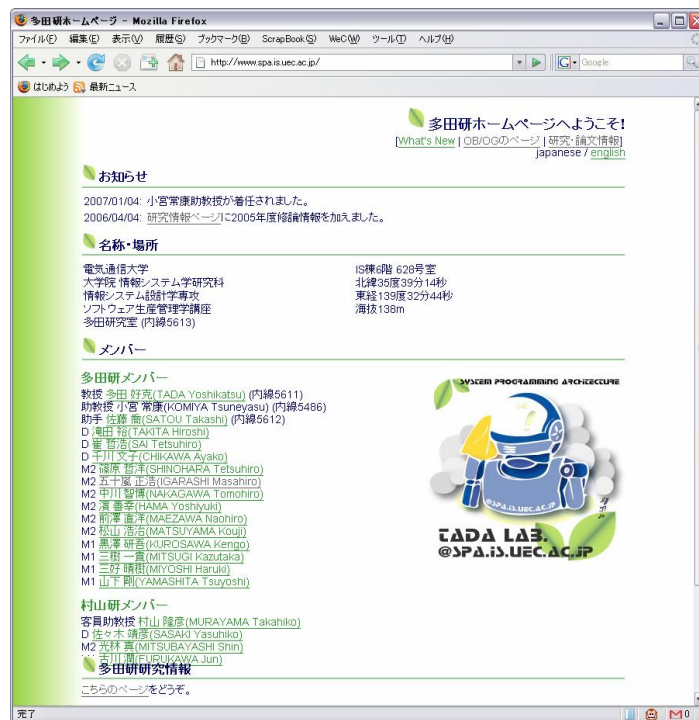 多田研ホームページ - Mozilla Firefox
ファイル(F) 編集(E) 表示(V) 履歴(S) ブックマーク(B) ScrapBook(S) WeC(W) ツール(T) ヘルプ(H)
http://www.spa.is.uec.ac.jp/
Google
はじめよう 最新ニュース
多田研ホームページへようこそ!
[What's New | OB/OGのページ | 研究・論文情報]
japanese / english
お知らせ
2007/01/04: 小宮常康助教授が着任されました。
2006/04/04: 研究情報ページに2005年度修論情報を加えました。
名称・場所
電気通信大学
大学院 情報システム学研究科
情報システム設計学専攻
ソフトウェア生産管理学講座
多田研究室 (内線5613)
IS棟6階 628号室
北緯35度39分14秒
東経139度32分44秒
海抜138m
メンバー
多田研メンバー
教授 多田 好克(TADA Yoshikatsu) (内線5611)
助教授 小宮 常康(KOMIYA Tsuneyasu) (内線5486)
助手 佐藤 喬(SATOU Takashi) (内線5612)
D 滝田 裕(TAKITA Hiroshi)
D 崔 哲浩(SAI Tetsuhiro)
D 千川 文子(CHIKAWA Ayako)
M2 篠原 哲洋(SHINOHARA Tetsuhiro)
M2 五十嵐 正浩(IGARASHI Masahiro)
M2 中川 智博(NAKAGAWA Tomohiro)
M2 濱 善幸(HAMA Yoshiyuki)
M2 前澤 直洋(MAEZAWA Naohiro)
M2 松山 浩治(MATSUYAMA Kouji)
M1 黒澤 研吾(KUROSAWA Kengo)
M1 三樹 一貴(MITSUGI Kazutaka)
M1 三好 晴樹(MIYOSHI Haruki)
M1 山下 剛(YAMASHITA Tsuyoshi)
SYSTEM PROGRAMMING ARCHITECTURE
@SPA.IS.UEC.AC.JP
TADA LAB.
@SPA.IS.UEC.AC.JP
村山研メンバー
客員助教授 村山 隆彦(MURAYAMA Takahiko)
D 佐々木 靖彦(SASAKI Yasuhiko)
M2 光林 真(MITSUBAYASHI Shin)
古川 潤(FURUKAWA Jun)
多田研研究情報
こちらのページをどうぞ。
完了
0